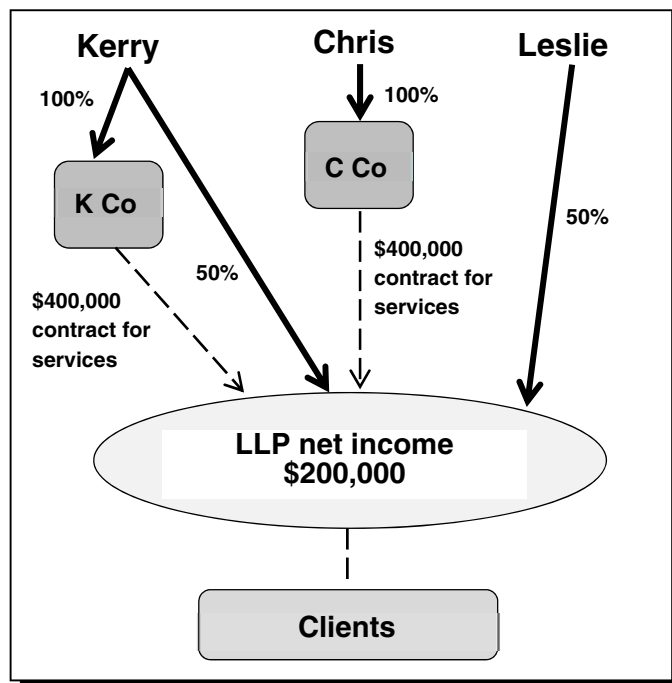 Kerry
Chris
Leslie
100%
100%
K Co
C Co
50%
50%
$400,000
contract for
services
$400,000
contract for
services
LLP net income
$200,000
Clients